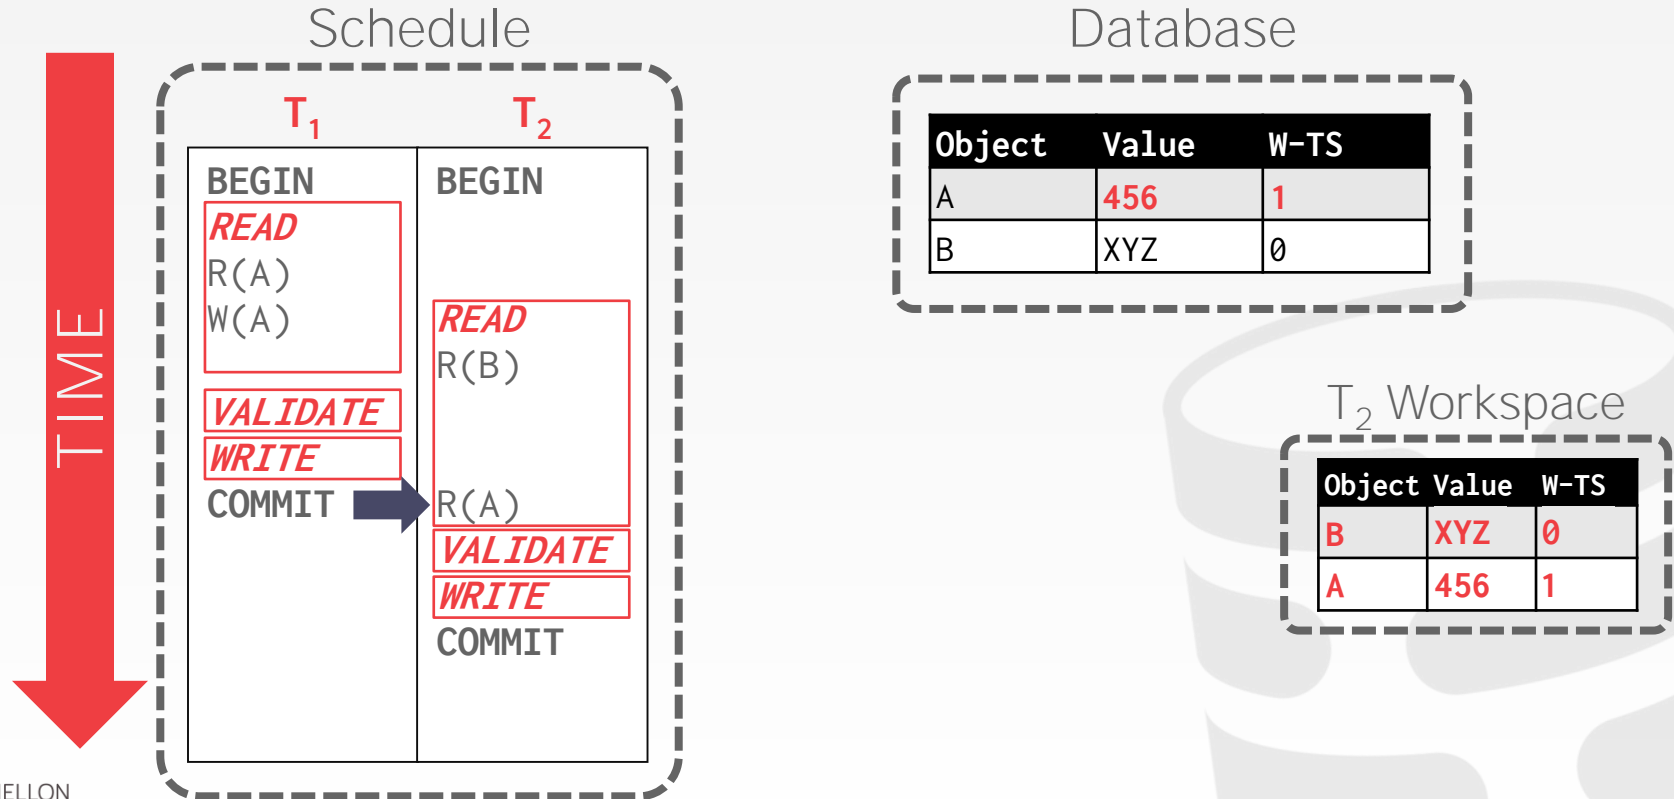 Schedule
Database
TIME
T1 T2
BEGIN BEGIN
READ
R(A)
W(A) READ
R(B)
VALIDATE
WRITE
COMMIT R(A)
VALIDATE
WRITE
COMMIT
Object Value W-TS
A 456 1
B XYZ 0
T2 Workspace
Object Value W-TS
B XYZ 0
A 456 1